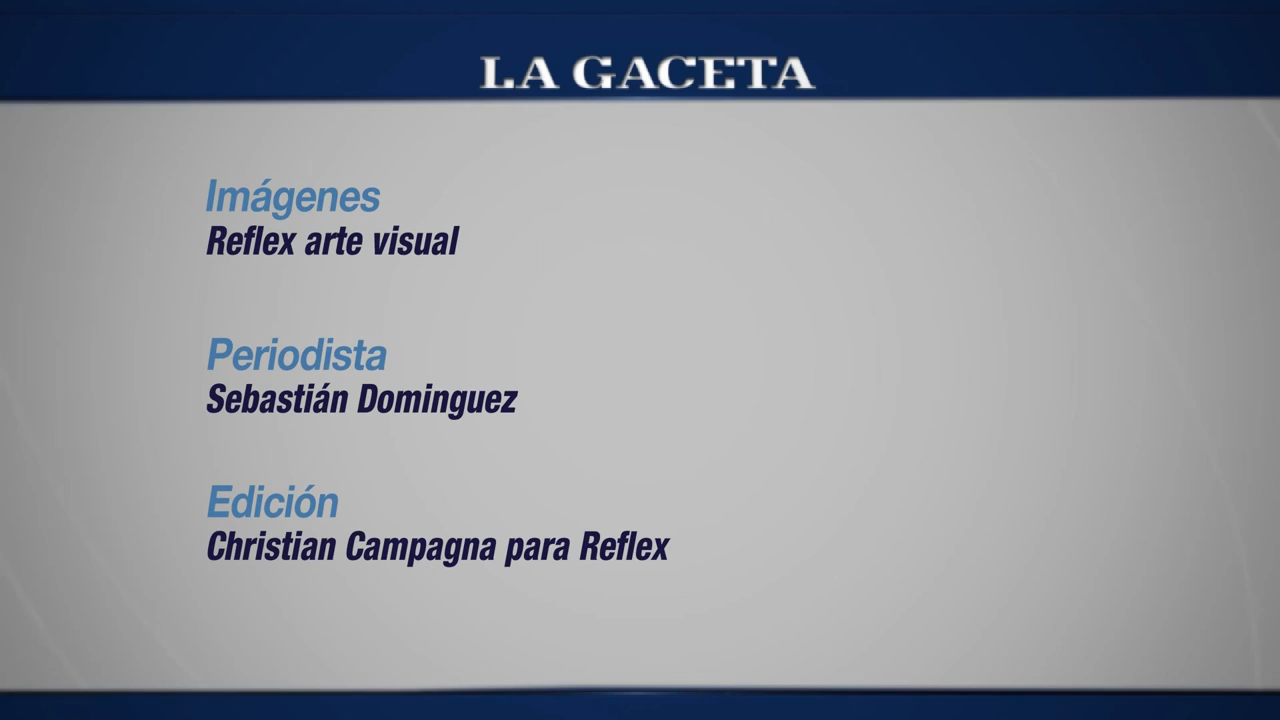 LA GACETA
Imágenes
Reflex arte visual
Periodista
Sebastián Dominguez
Edición
Christian Campagna para Reflex